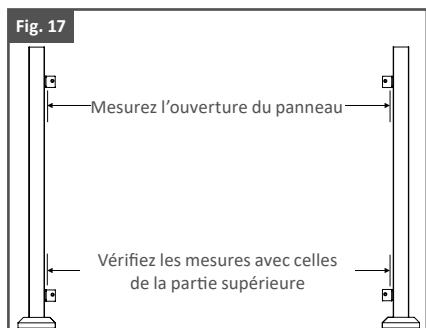 Fig. 17
Mesurez l’ouverture du panneau
Vérifiez les mesures avec celles
de la partie supérieure